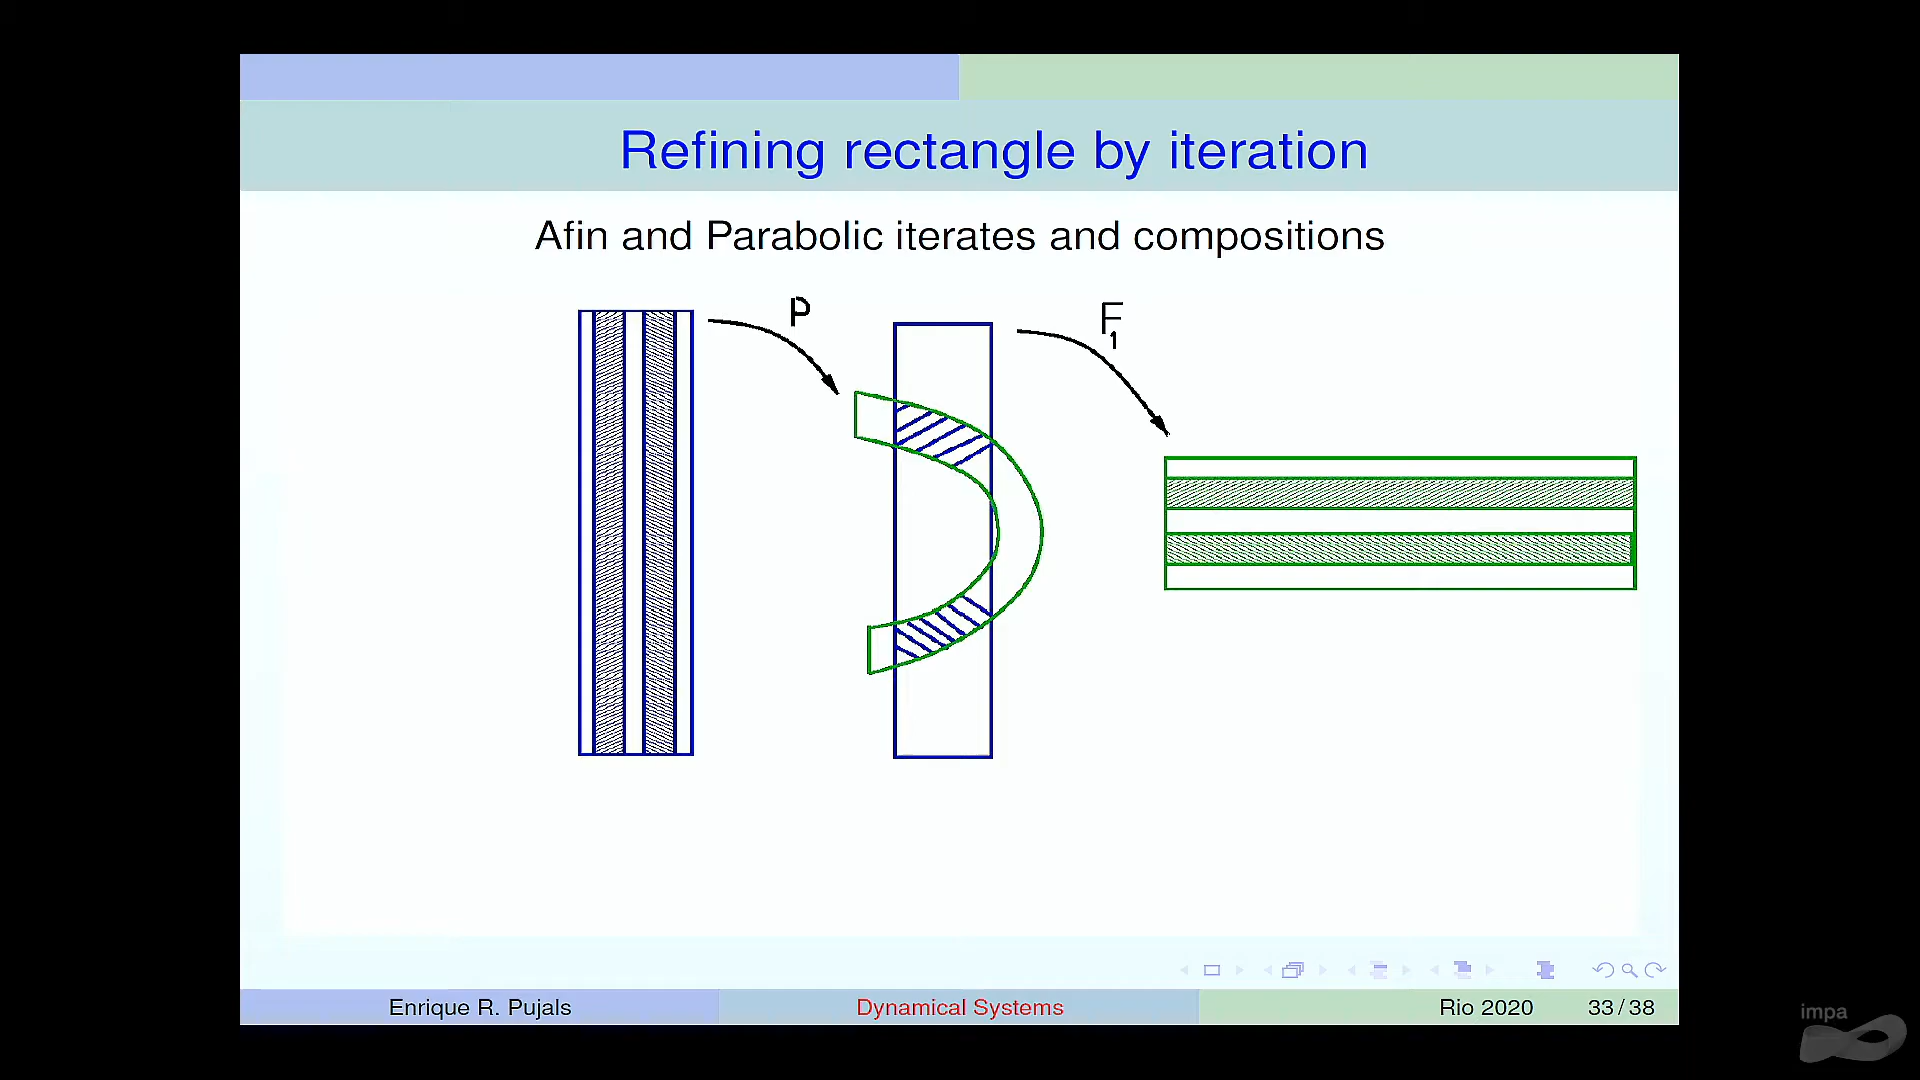 Refining rectangle by iteration
Afin and Parabolic iterates and compositions
P
F1
Enrique R. Pujals
Dynamical Systems
Rio 2020
33/38
impa